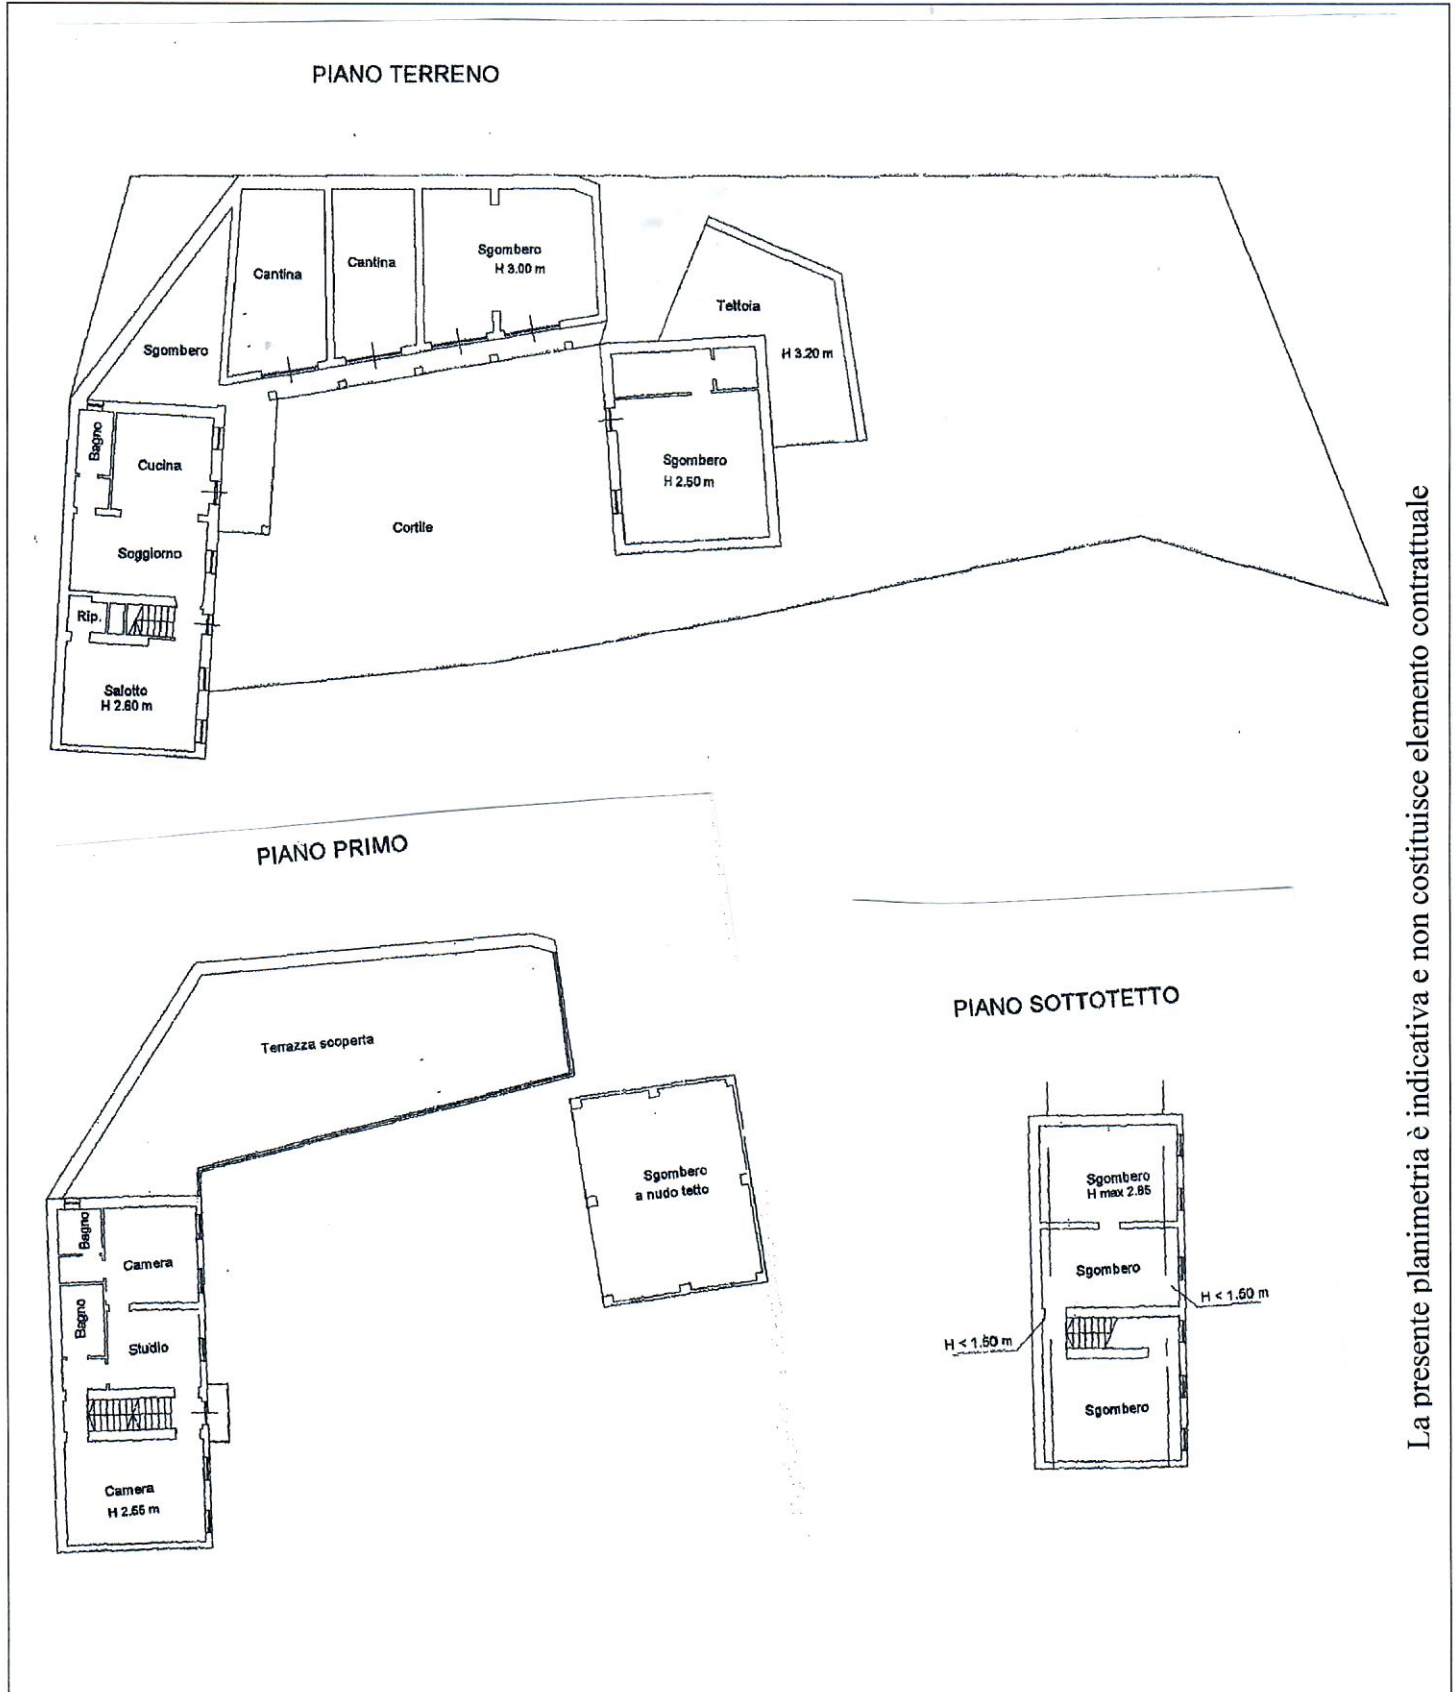 PIANO TERRENO
Cantina
Cantina
Sgombero
H 3.00 m
Sgombero
Tettoia
H 3.20 m
Bagno
Cucina
Sgombero
H 2.50 m
Cortile
Soggiorno
Rip.
Salotto
H 2.60 m
PIANO PRIMO
Terrazza scoperta
Sgombero
a nudo tetto
Bagno
Camera
Bagno
Studio
Camera
H 2.55 m
PIANO SOTTOTETTO
Sgombero
H max 2.85
Sgombero
H < 1.50 m
H < 1.50 m
Sgombero
La presente planimetria è indicativa e non costituisce elemento contrattuale